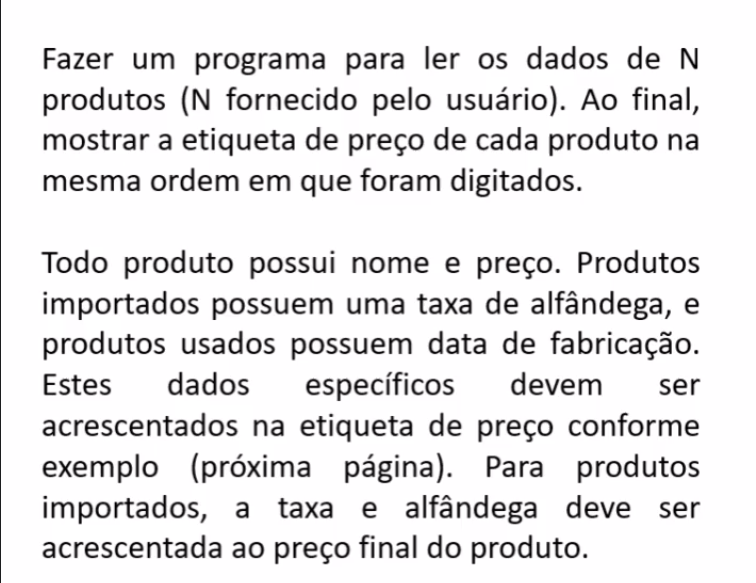 Fazer um programa para ler os dados de N
produtos (N fornecido pelo usuário). Ao final,
mostrar a etiqueta de preço de cada produto na
mesma ordem em que foram digitados.
Todo produto possui nome e preço. Produtos
importados possuem uma taxa de alfândega, e
produtos usados possuem data de fabricação.
Estes dados específicos devem ser
acrescentados na etiqueta de preço conforme
exemplo (próxima página). Para produtos
importados, a taxa e alfândega deve ser
acrescentada ao preço final do produto.